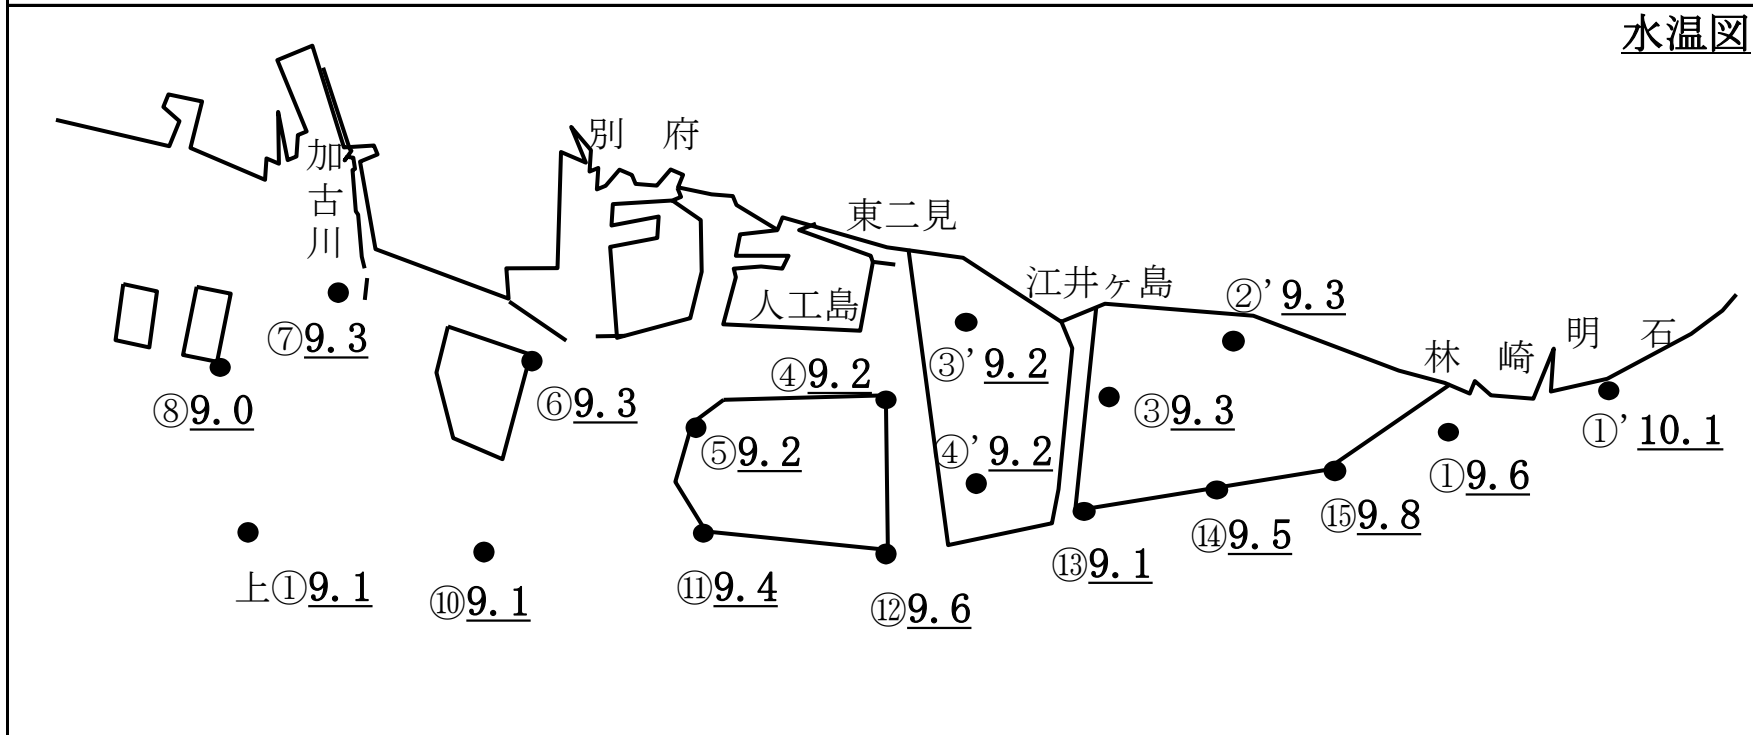 水温図
別 府
加古川
東二見
江井ヶ島
②' 9.3
人工島
林 崎
明 石
⑦9.3
③' 9.2
④9.2
⑧9.0
⑥9.3
③9.3
①' 10.1
⑤9.2
④' 9.2
①9.6
⑮9.8
⑭9.5
⑬9.1
上①9.1
⑩9.1
⑪9.4
⑫9.6